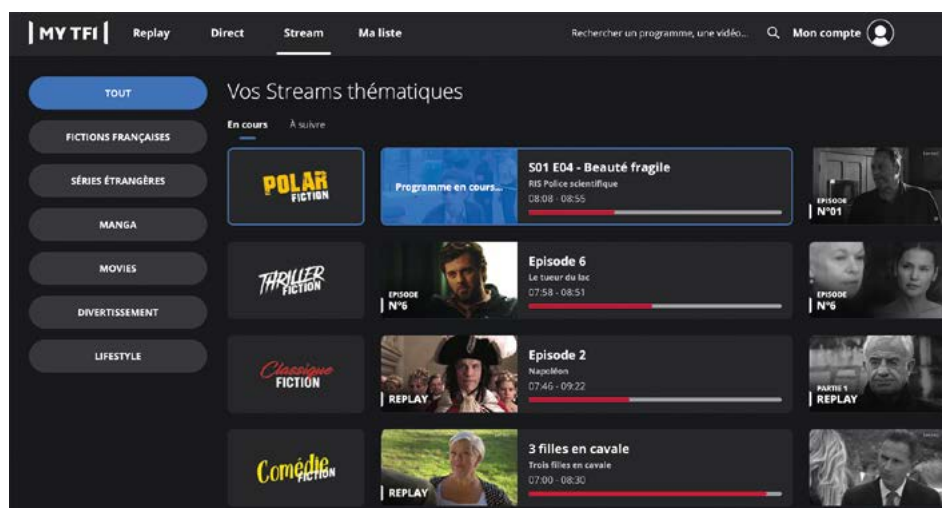 MY TF1
Replay
Direct
Stream
Ma liste
Rechercher un programme, une vidéo...
Mon compte
TOUT
FICTIONS FRANÇAISES
SÉRIES ÉTRANGÈRES
MANGA
MOVIES
DIVERTISSEMENT
LIFESTYLE
Vos Streams thématiques
En cours
À suivre
POLAR
FICTION
Programme en cours...
S01 E04 - Beauté fragile
RIS Police scientifique
08:08 - 08:55
EPISODE
N°01
THRILLER
FICTION
EPISODE
N°6
Episode 6
Le tueur du lac
07:58 - 08:51
EPISODE
N°6
Classique
FICTION
REPLAY
Episode 2
Napoléon
07:46 - 09:22
PARTIE 1
REPLAY
Comédie
FICTION
REPLAY
3 filles en cavale
Trois filles en cavale
07:00 - 08:30